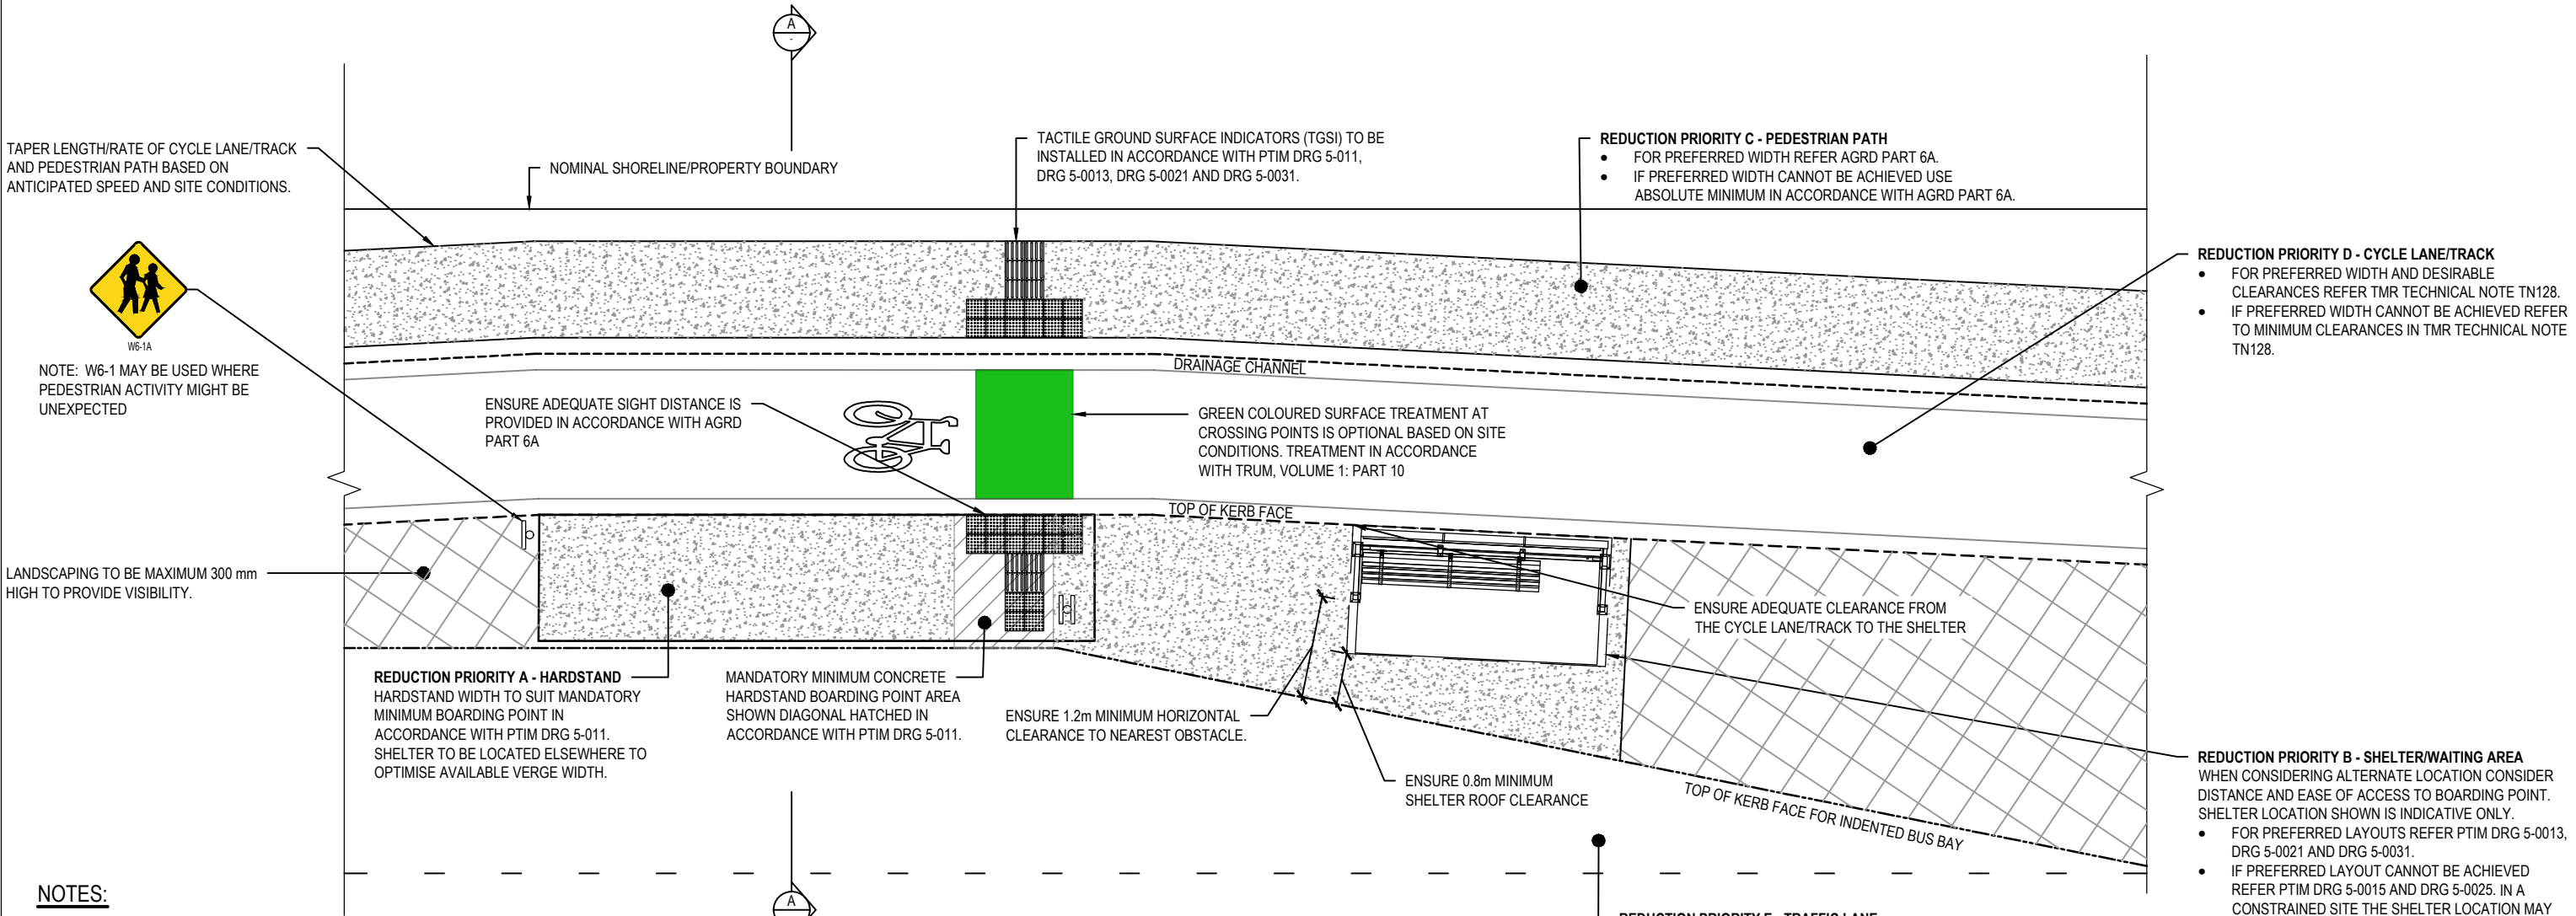 A
-
TAPER LENGTH/RATE OF CYCLE LANE/TRACK
AND PEDESTRIAN PATH BASED ON
ANTICIPATED SPEED AND SITE CONDITIONS.
NOMINAL SHORELINE/PROPERTY BOUNDARY
TACTILE GROUND SURFACE INDICATORS (TGSI) TO BE
INSTALLED IN ACCORDANCE WITH PTIM DRG 5-011,
DRG 5-0013, DRG 5-0021 AND DRG 5-0031.
REDUCTION PRIORITY C - PEDESTRIAN PATH
• FOR PREFERRED WIDTH REFER AGRD PART 6A.
• IF PREFERRED WIDTH CANNOT BE ACHIEVED USE
ABSOLUTE MINIMUM IN ACCORDANCE WITH AGRD PART 6A.
REDUCTION PRIORITY D - CYCLE LANE/TRACK
• FOR PREFERRED WIDTH AND DESIRABLE
CLEARANCES REFER TMR TECHNICAL NOTE TN128.
• IF PREFERRED WIDTH CANNOT BE ACHIEVED REFER
TO MINIMUM CLEARANCES IN TMR TECHNICAL NOTE
TN128.
W6-1A
NOTE: W6-1 MAY BE USED WHERE
PEDESTRIAN ACTIVITY MIGHT BE
UNEXPECTED
DRAINAGE CHANNEL
ENSURE ADEQUATE SIGHT DISTANCE IS
PROVIDED IN ACCORDANCE WITH AGRD
PART 6A
GREEN COLOURED SURFACE TREATMENT AT
CROSSING POINTS IS OPTIONAL BASED ON SITE
CONDITIONS. TREATMENT IN ACCORDANCE
WITH TRUM, VOLUME 1: PART 10
TOP OF KERB FACE
LANDSCAPING TO BE MAXIMUM 300 mm
HIGH TO PROVIDE VISIBILITY.
ENSURE ADEQUATE CLEARANCE FROM
THE CYCLE LANE/TRACK TO THE SHELTER
REDUCTION PRIORITY A - HARDSTAND
HARDSTAND WIDTH TO SUIT MANDATORY
MINIMUM BOARDING POINT IN
ACCORDANCE WITH PTIM DRG 5-011.
SHELTER TO BE LOCATED ELSEWHERE TO
OPTIMISE AVAILABLE VERGE WIDTH.
MANDATORY MINIMUM CONCRETE
HARDSTAND BOARDING POINT AREA
SHOWN DIAGONAL HATCHED IN
ACCORDANCE WITH PTIM DRG 5-011.
ENSURE 1.2m MINIMUM HORIZONTAL
CLEARANCE TO NEAREST OBSTACLE.
ENSURE 0.8m MINIMUM
SHELTER ROOF CLEARANCE
TOP OF KERB FACE FOR INDENTED BUS BAY
REDUCTION PRIORITY B - SHELTER/WAITING AREA
WHEN CONSIDERING ALTERNATE LOCATION CONSIDER
DISTANCE AND EASE OF ACCESS TO BOARDING POINT.
SHELTER LOCATION SHOWN IS INDICATIVE ONLY.
• FOR PREFERRED LAYOUTS REFER PTIM DRG 5-0013,
DRG 5-0021 AND DRG 5-0031.
• IF PREFERRED LAYOUT CANNOT BE ACHIEVED
REFER PTIM DRG 5-0015 AND DRG 5-0025. IN A
CONSTRAINED SITE THE SHELTER LOCATION MAY
NOTES:
A
REDUCTION PRIORITY E - TRAFFIC LANE